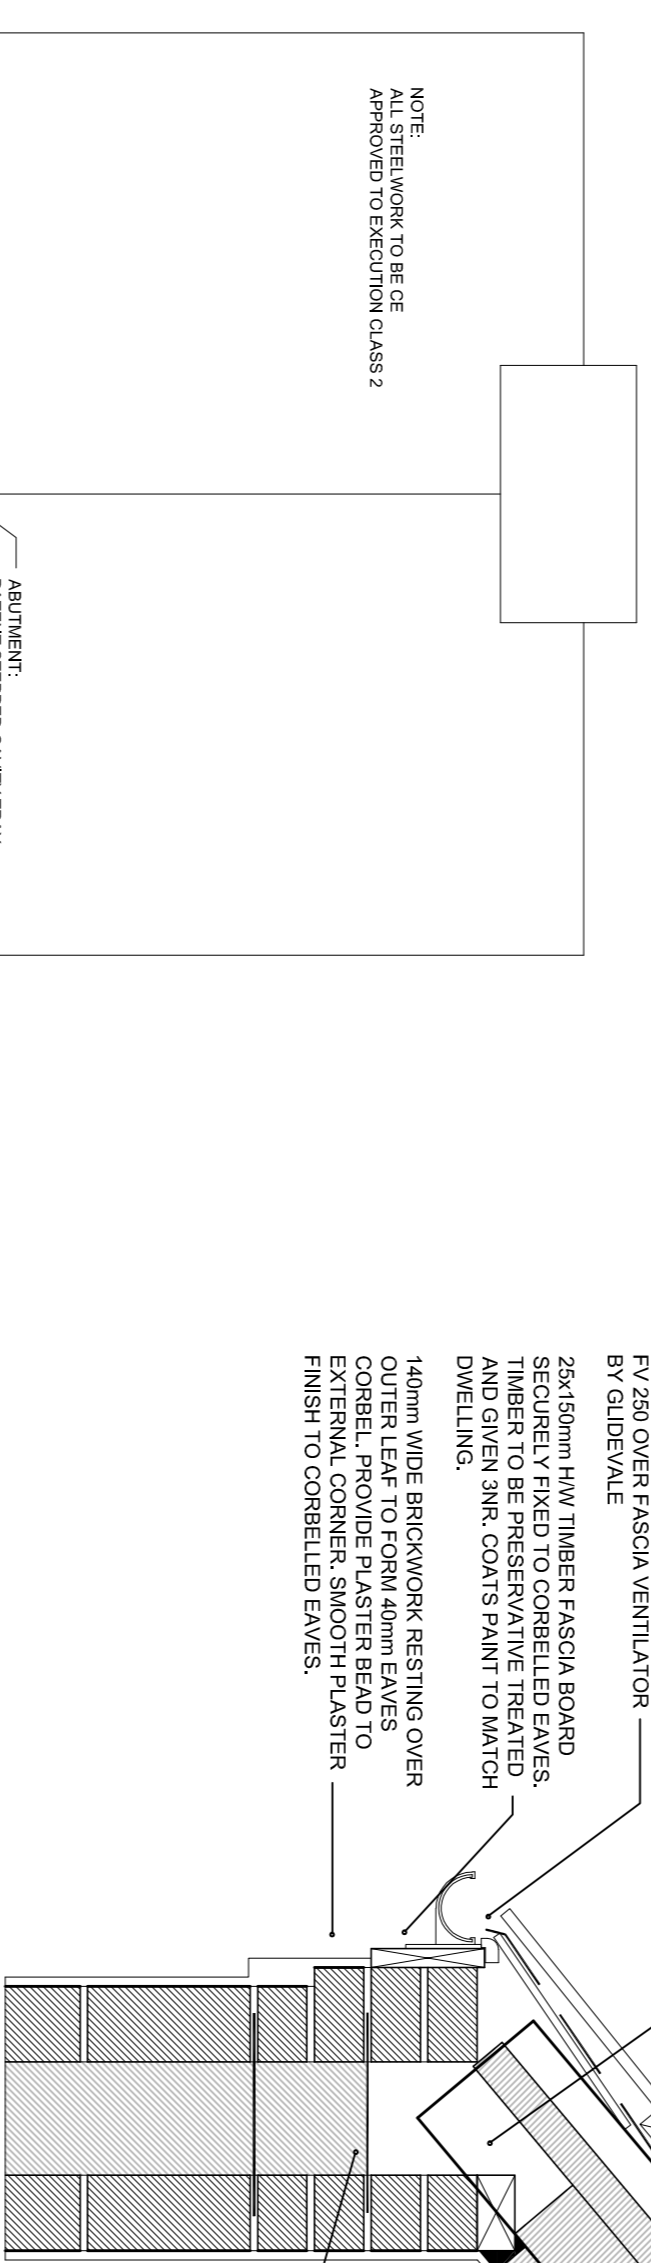 NOTE:
ALL STEELWORK TO BE CE
APPROVED TO EXECUTION CLASS 2
ABUTMENT:
FV 250 OVER FASCIA VENTILATOR
BY GLIDEVALE
25x150mm H/W TIMBER FASCIA BOARD
SECURELY FIXED TO CORBELLED EAVES.
TIMBER TO BE PRESERVATIVE TREATED
AND GIVEN 3NR. COATS PAINT TO MATCH
DWELLING.
140mm WIDE BRICKWORK RESTING OVER
OUTER LEAF TO FORM 40mm EAVES
CORBEL. PROVIDE PLASTER BEAD TO
EXTERNAL CORNER. SMOOTH PLASTER
FINISH TO CORBELLED EAVES.